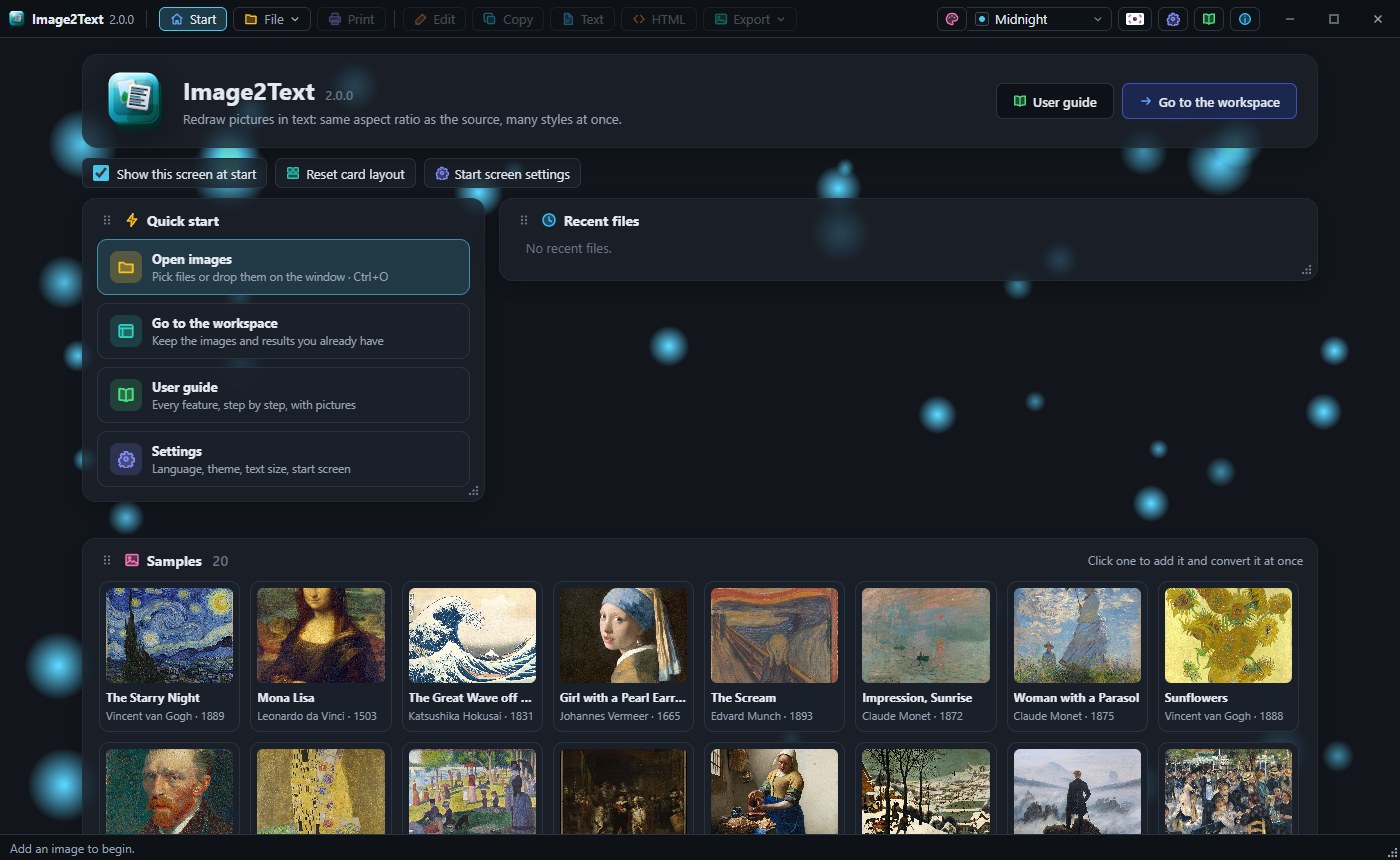 Image2Text 2.0.0
Start
File
Print
Edit
Copy
Text
HTML
Export
Midnight
Image2Text 2.0.0
Redraw pictures in text: same aspect ratio as the source, many styles at once.
User guide
Go to the workspace
Show this screen at start
Reset card layout
Start screen settings
Quick start
Open images
Pick files or drop them on the window · Ctrl+O
Go to the workspace
Keep the images and results you already have
User guide
Every feature, step by step, with pictures
Settings
Language, theme, text size, start screen
Recent files
No recent files.
Samples 20
Click one to add it and convert it at once
The Starry Night
Vincent van Gogh · 1889
Mona Lisa
Leonardo da Vinci · 1503
The Great Wave off ...
Katsushika Hokusai · 1831
Girl with a Pearl Earr...
Johannes Vermeer · 1665
The Scream
Edvard Munch · 1893
Impression, Sunrise
Claude Monet · 1872
Woman with a Parasol
Claude Monet · 1875
Sunflowers
Vincent van Gogh · 1888
Add an image to begin.